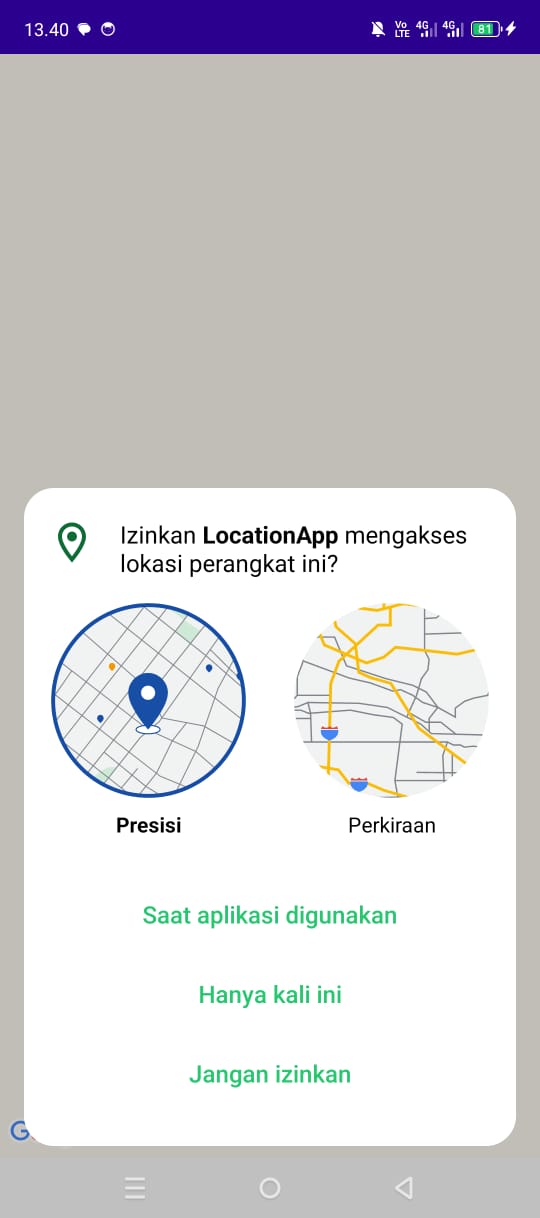 13.40
Vo LTE 4G 4G 81
Izinkan LocationApp mengakses
lokasi perangkat ini?
Presisi
Perkiraan
Saat aplikasi digunakan
Hanya kali ini
Jangan izinkan
G